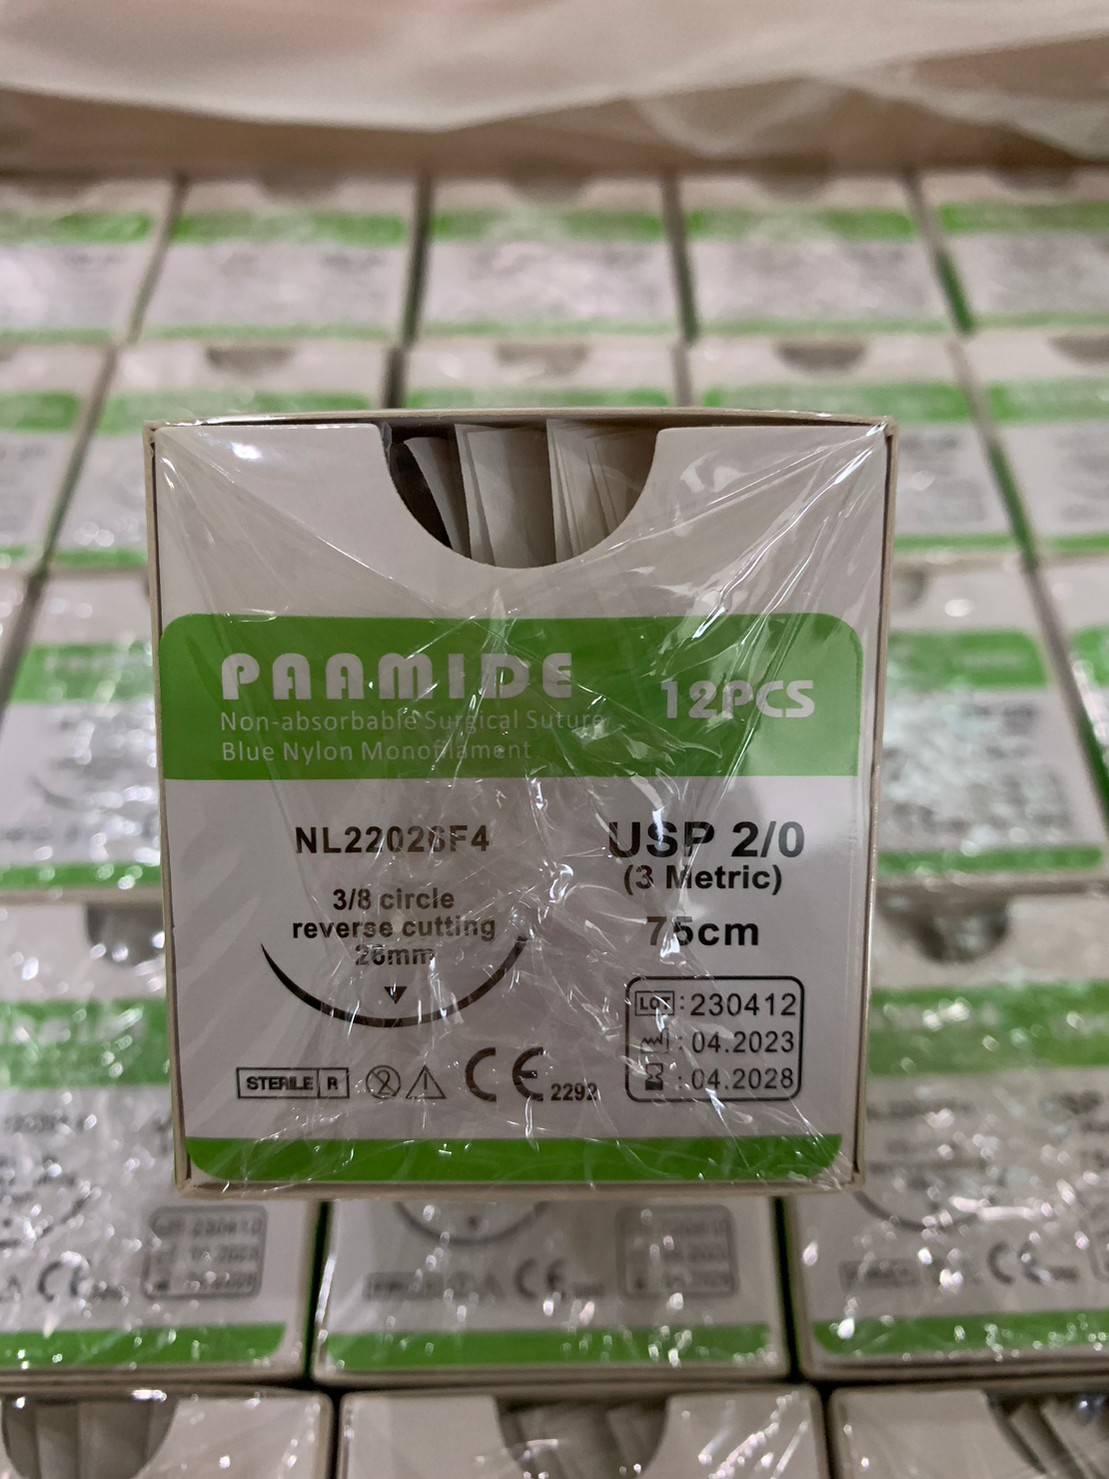 PAAMIDE
Non-absorbable Surgical Suture
Blue Nylon Monofilament
12PCS
NL22026F4
3/8 circle
reverse cutting
26mm
USP 2/0
(3 Metric)
75cm
LOT :230412
:04.2023
:04.2028
STERILE R
2
CE 2292